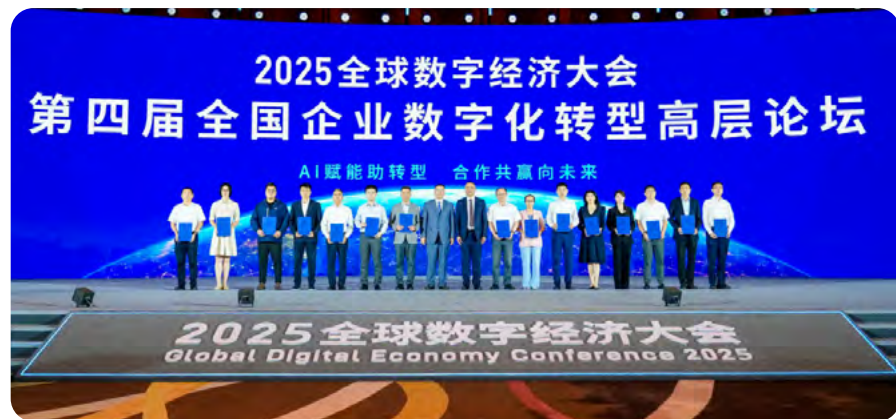 2025全球数字经济大会
第四届全国企业数字化转型高层论坛
AI赋能助转型 合作共赢向未来
2025全球数字经济大会
Global Digital Economy Conference 2025